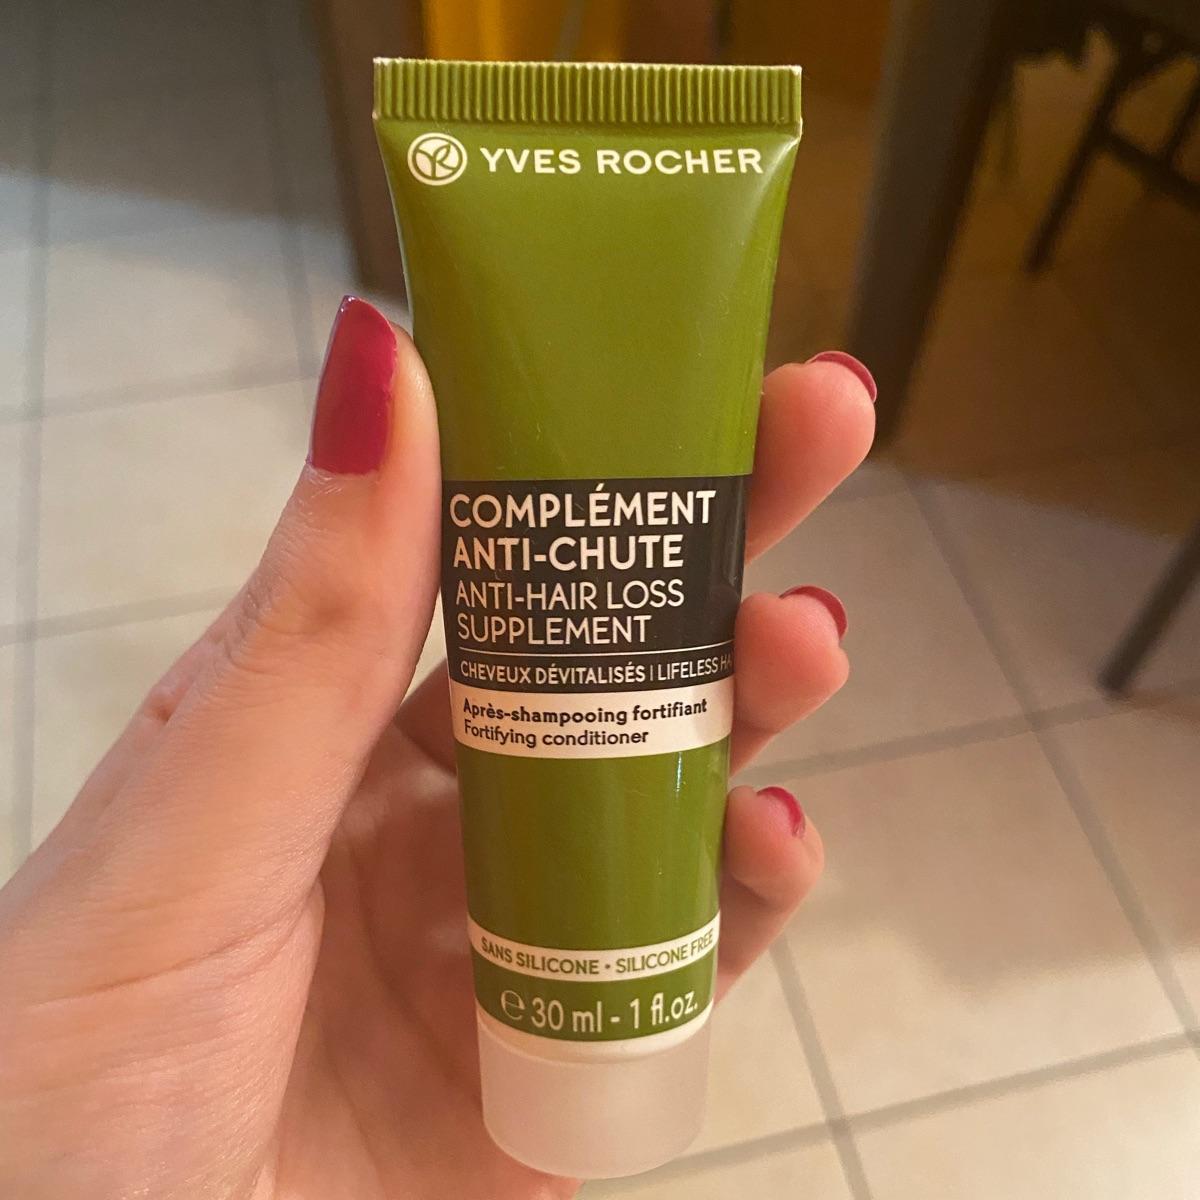 YVES ROCHER
COMPLÉMENT
ANTI-CHUTE
ANTI-HAIR LOSS
SUPPLEMENT
CHEVEUX DÉVITALISÉS | LIFELESS
Après-shampooing fortifiant
Fortifying conditioner
SANS SILICONE • SILICONE FREE
℮ 30 ml - 1 fl.oz.